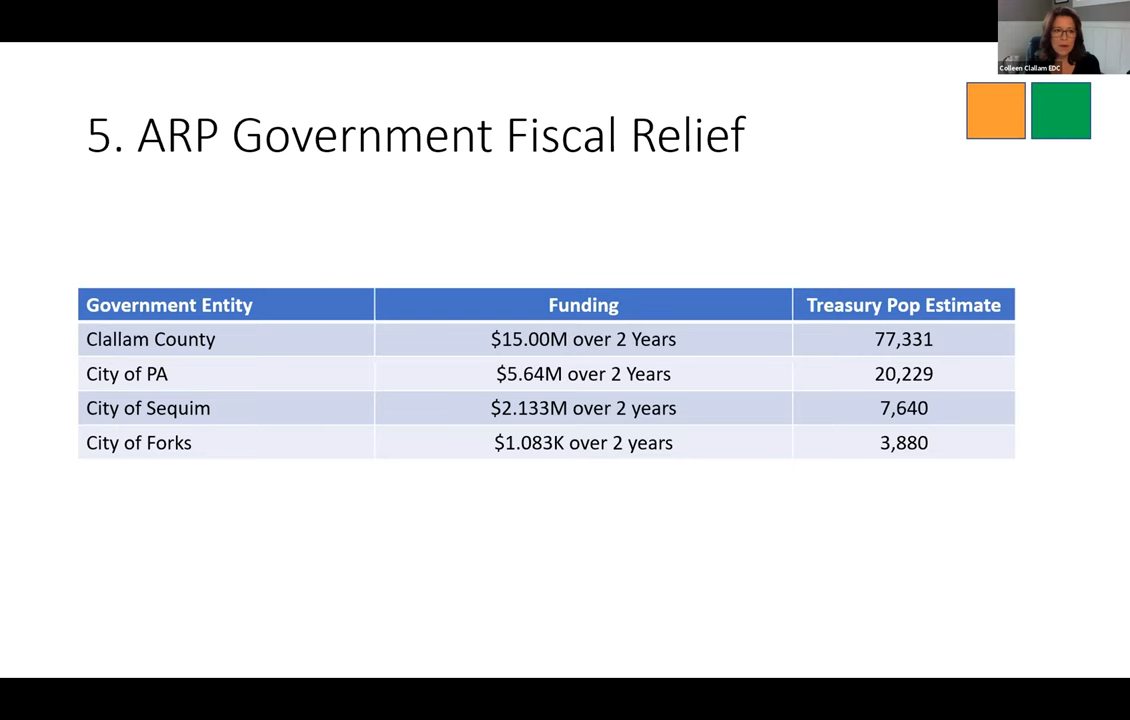 Colleen Clallam EDC
5. ARP Government Fiscal Relief
Government Entity Funding Treasury Pop Estimate
Clallam County $15.00M over 2 Years 77,331
City of PA $5.64M over 2 Years 20,229
City of Sequim $2.133M over 2 years 7,640
City of Forks $1.083K over 2 years 3,880